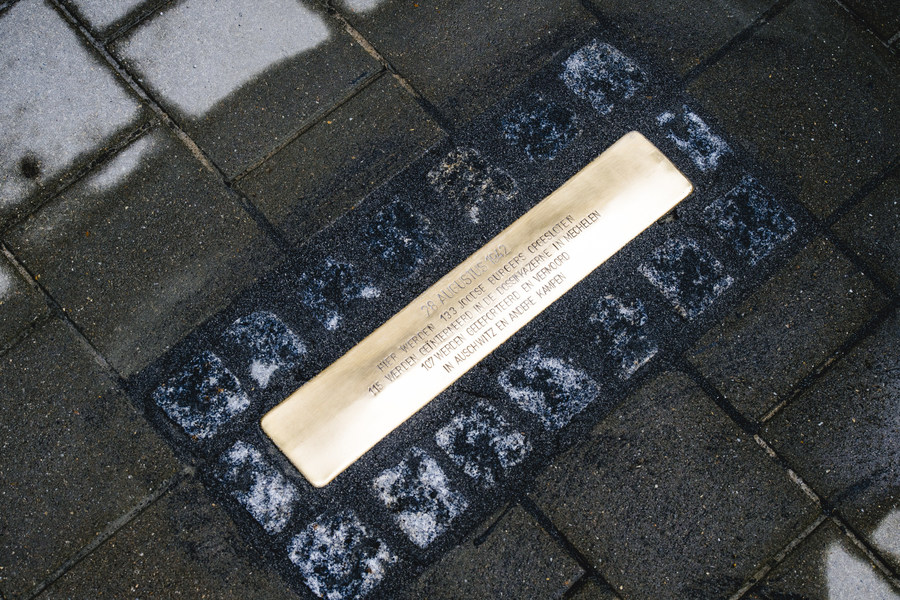 28 AUGUSTUS 1942
HIER WERDEN 133 JOODSE BURGERS OPGESLOTEN
115 WERDEN GEÏNTERNEERD IN DE DOSSINKAZERNE IN MECHELEN
107 WERDEN GEDEPORTEERD EN VERMOORD
IN AUSCHWITZ EN ANDERE KAMPEN